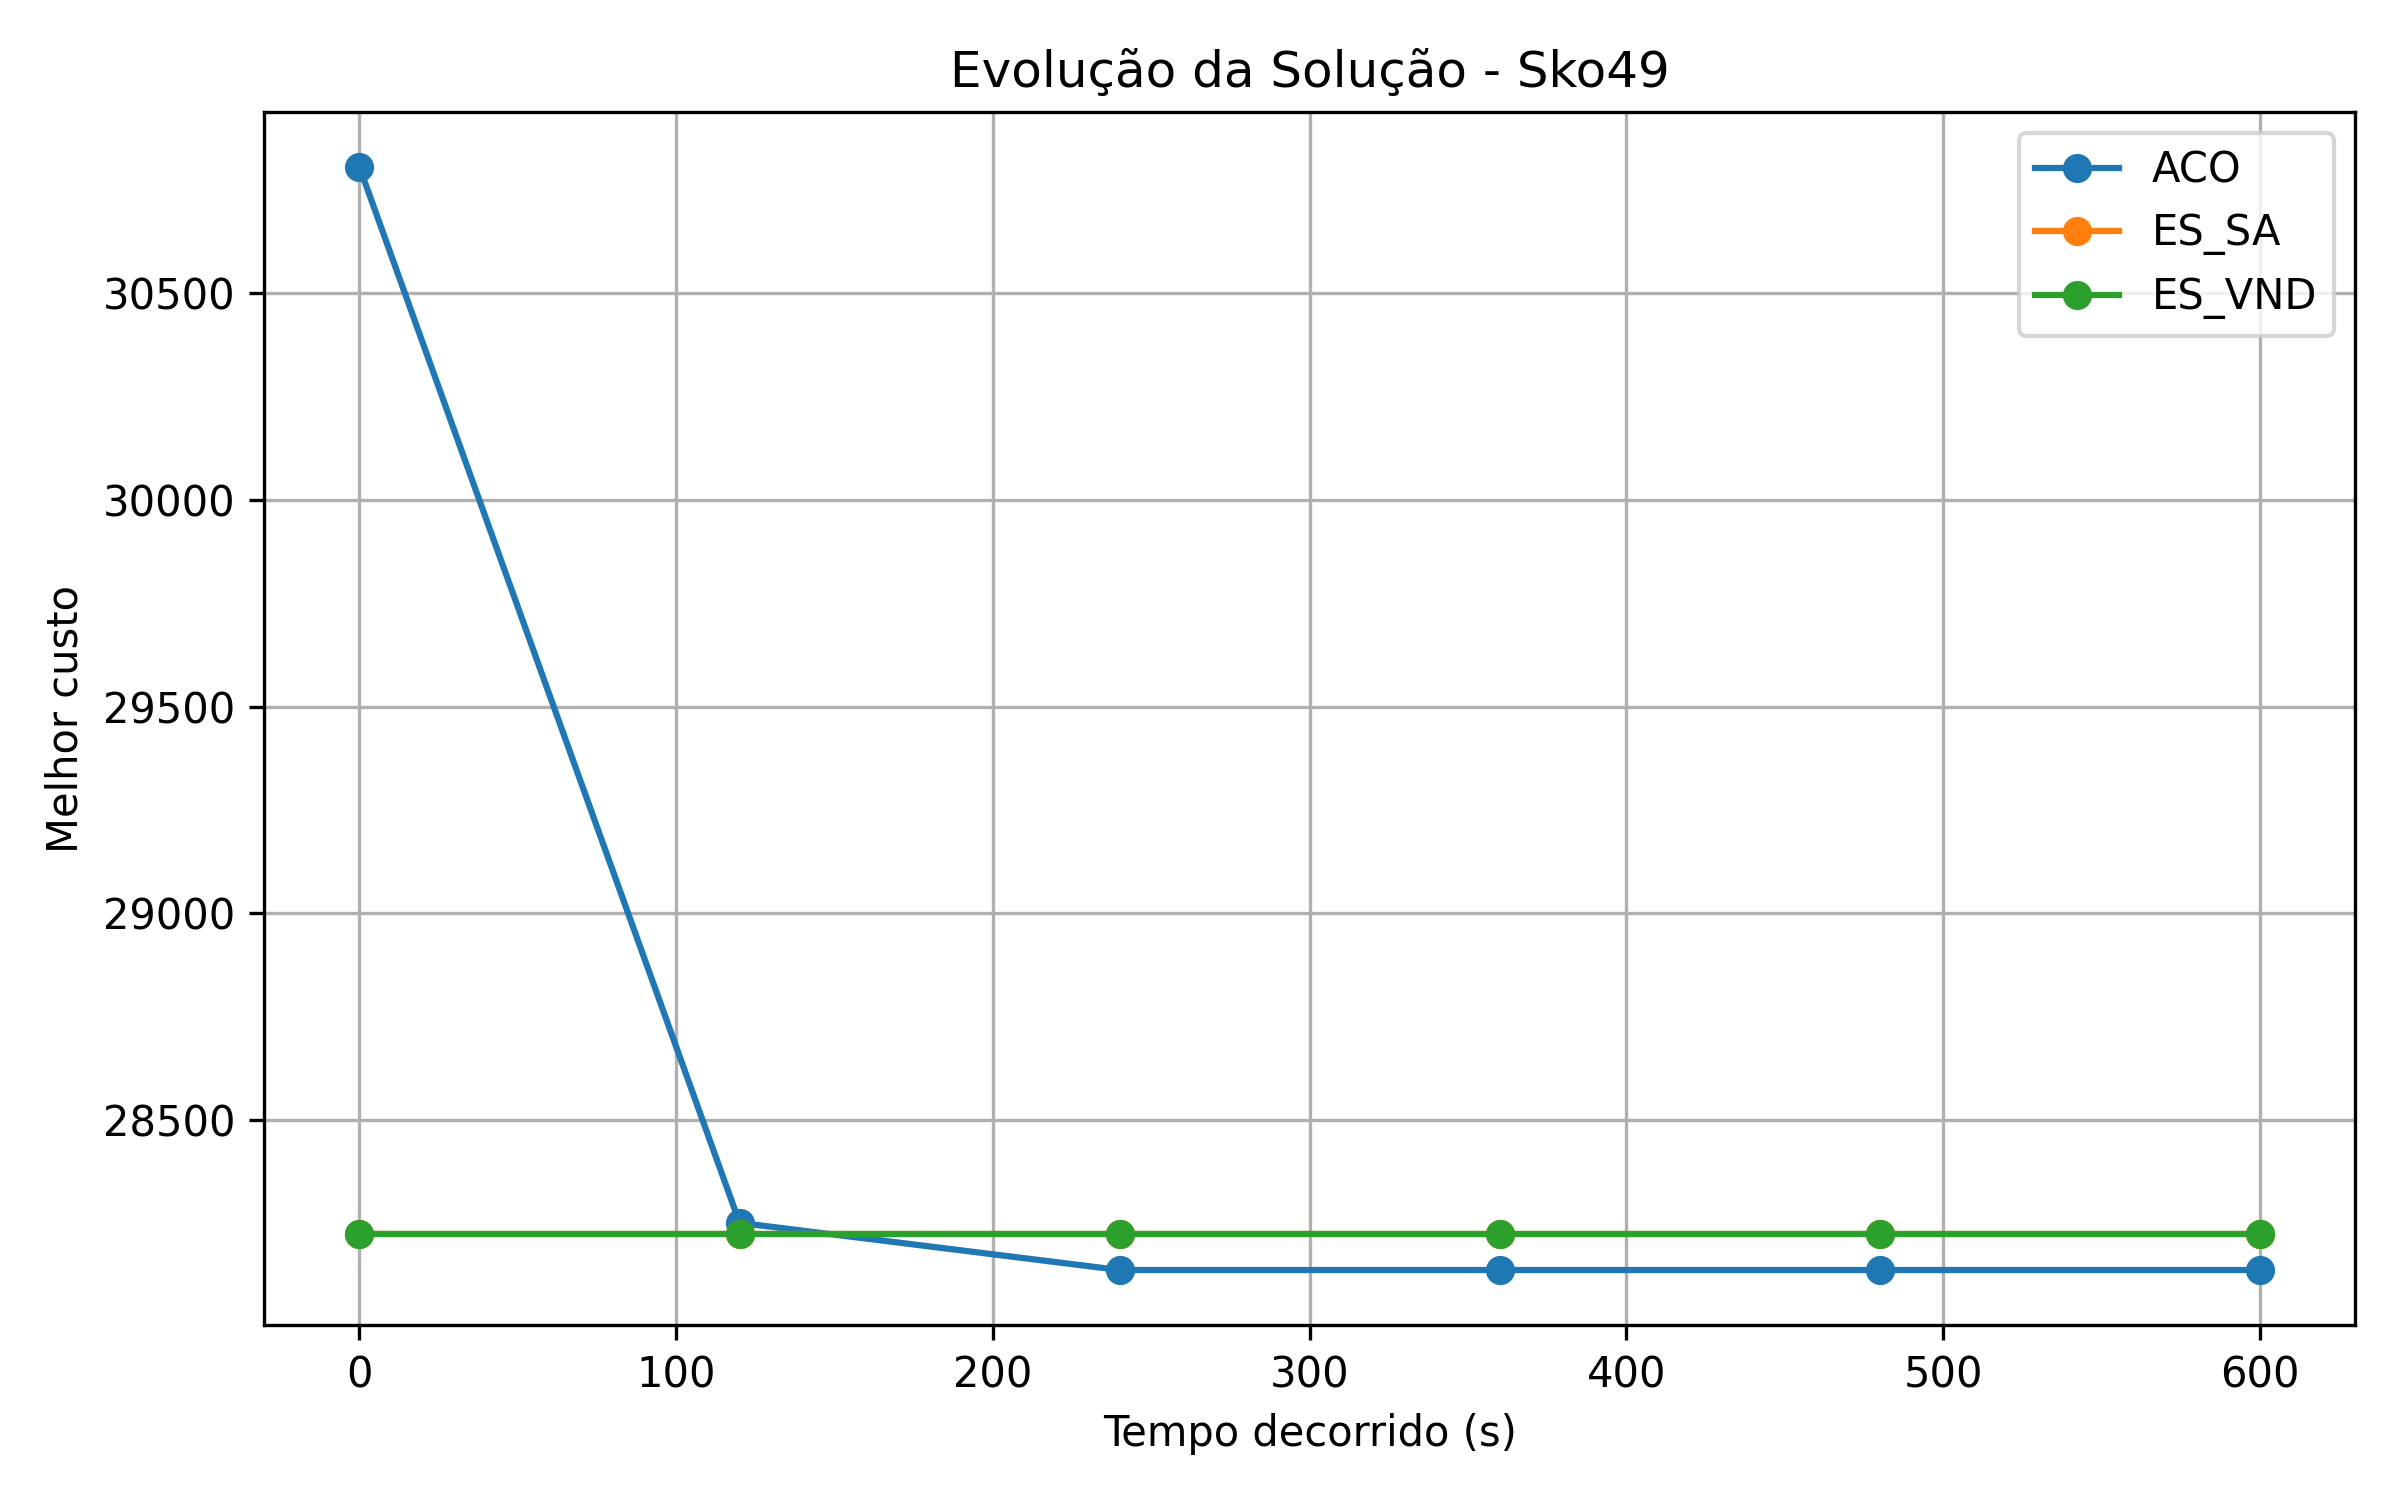 Evolução da Solução - Sko49
ACO
ES_SA
ES_VND
Melhor custo
30500
30000
29500
29000
28500
0 100 200 300 400 500 600
Tempo decorrido (s)